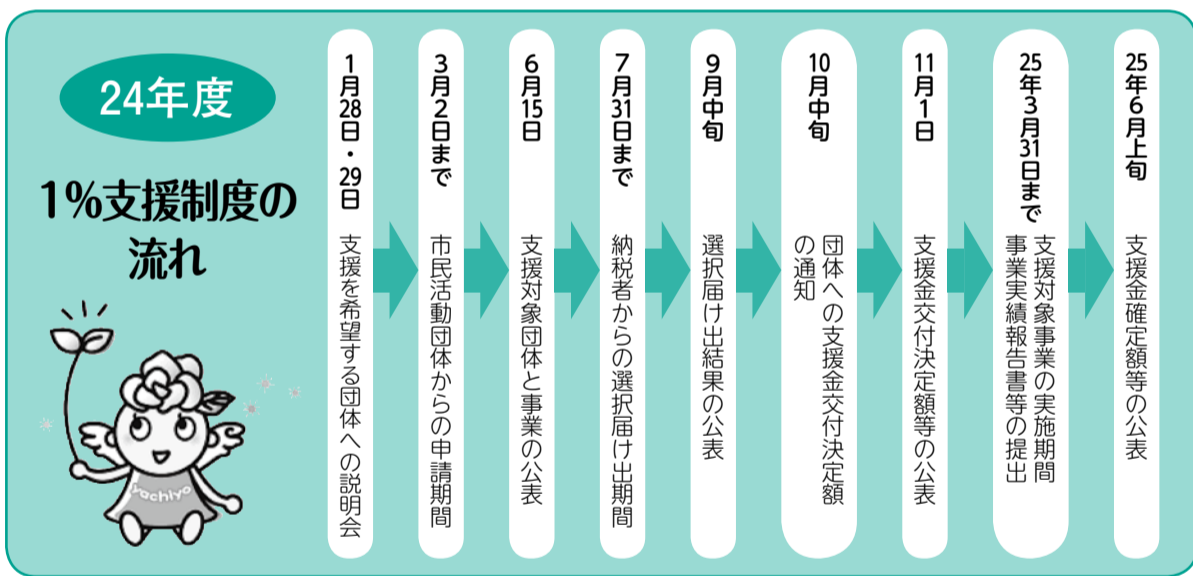 24年度
1%支援制度の
流れ
yachiyo
1月28日・29日
支援を希望する団体への説明会
3月2日まで
市民活動団体からの申請期間
6月15日
支援対象団体と事業の公表
7月31日まで
納税者からの選択届け出期間
9月中旬
選択届け出結果の公表
10月中旬
団体への支援金交付決定額
の通知
11月1日
支援金交付決定額等の公表
25年3月31日まで
支援対象事業の実施期間
事業実績報告書等の提出
25年6月上旬
支援金確定額等の公表